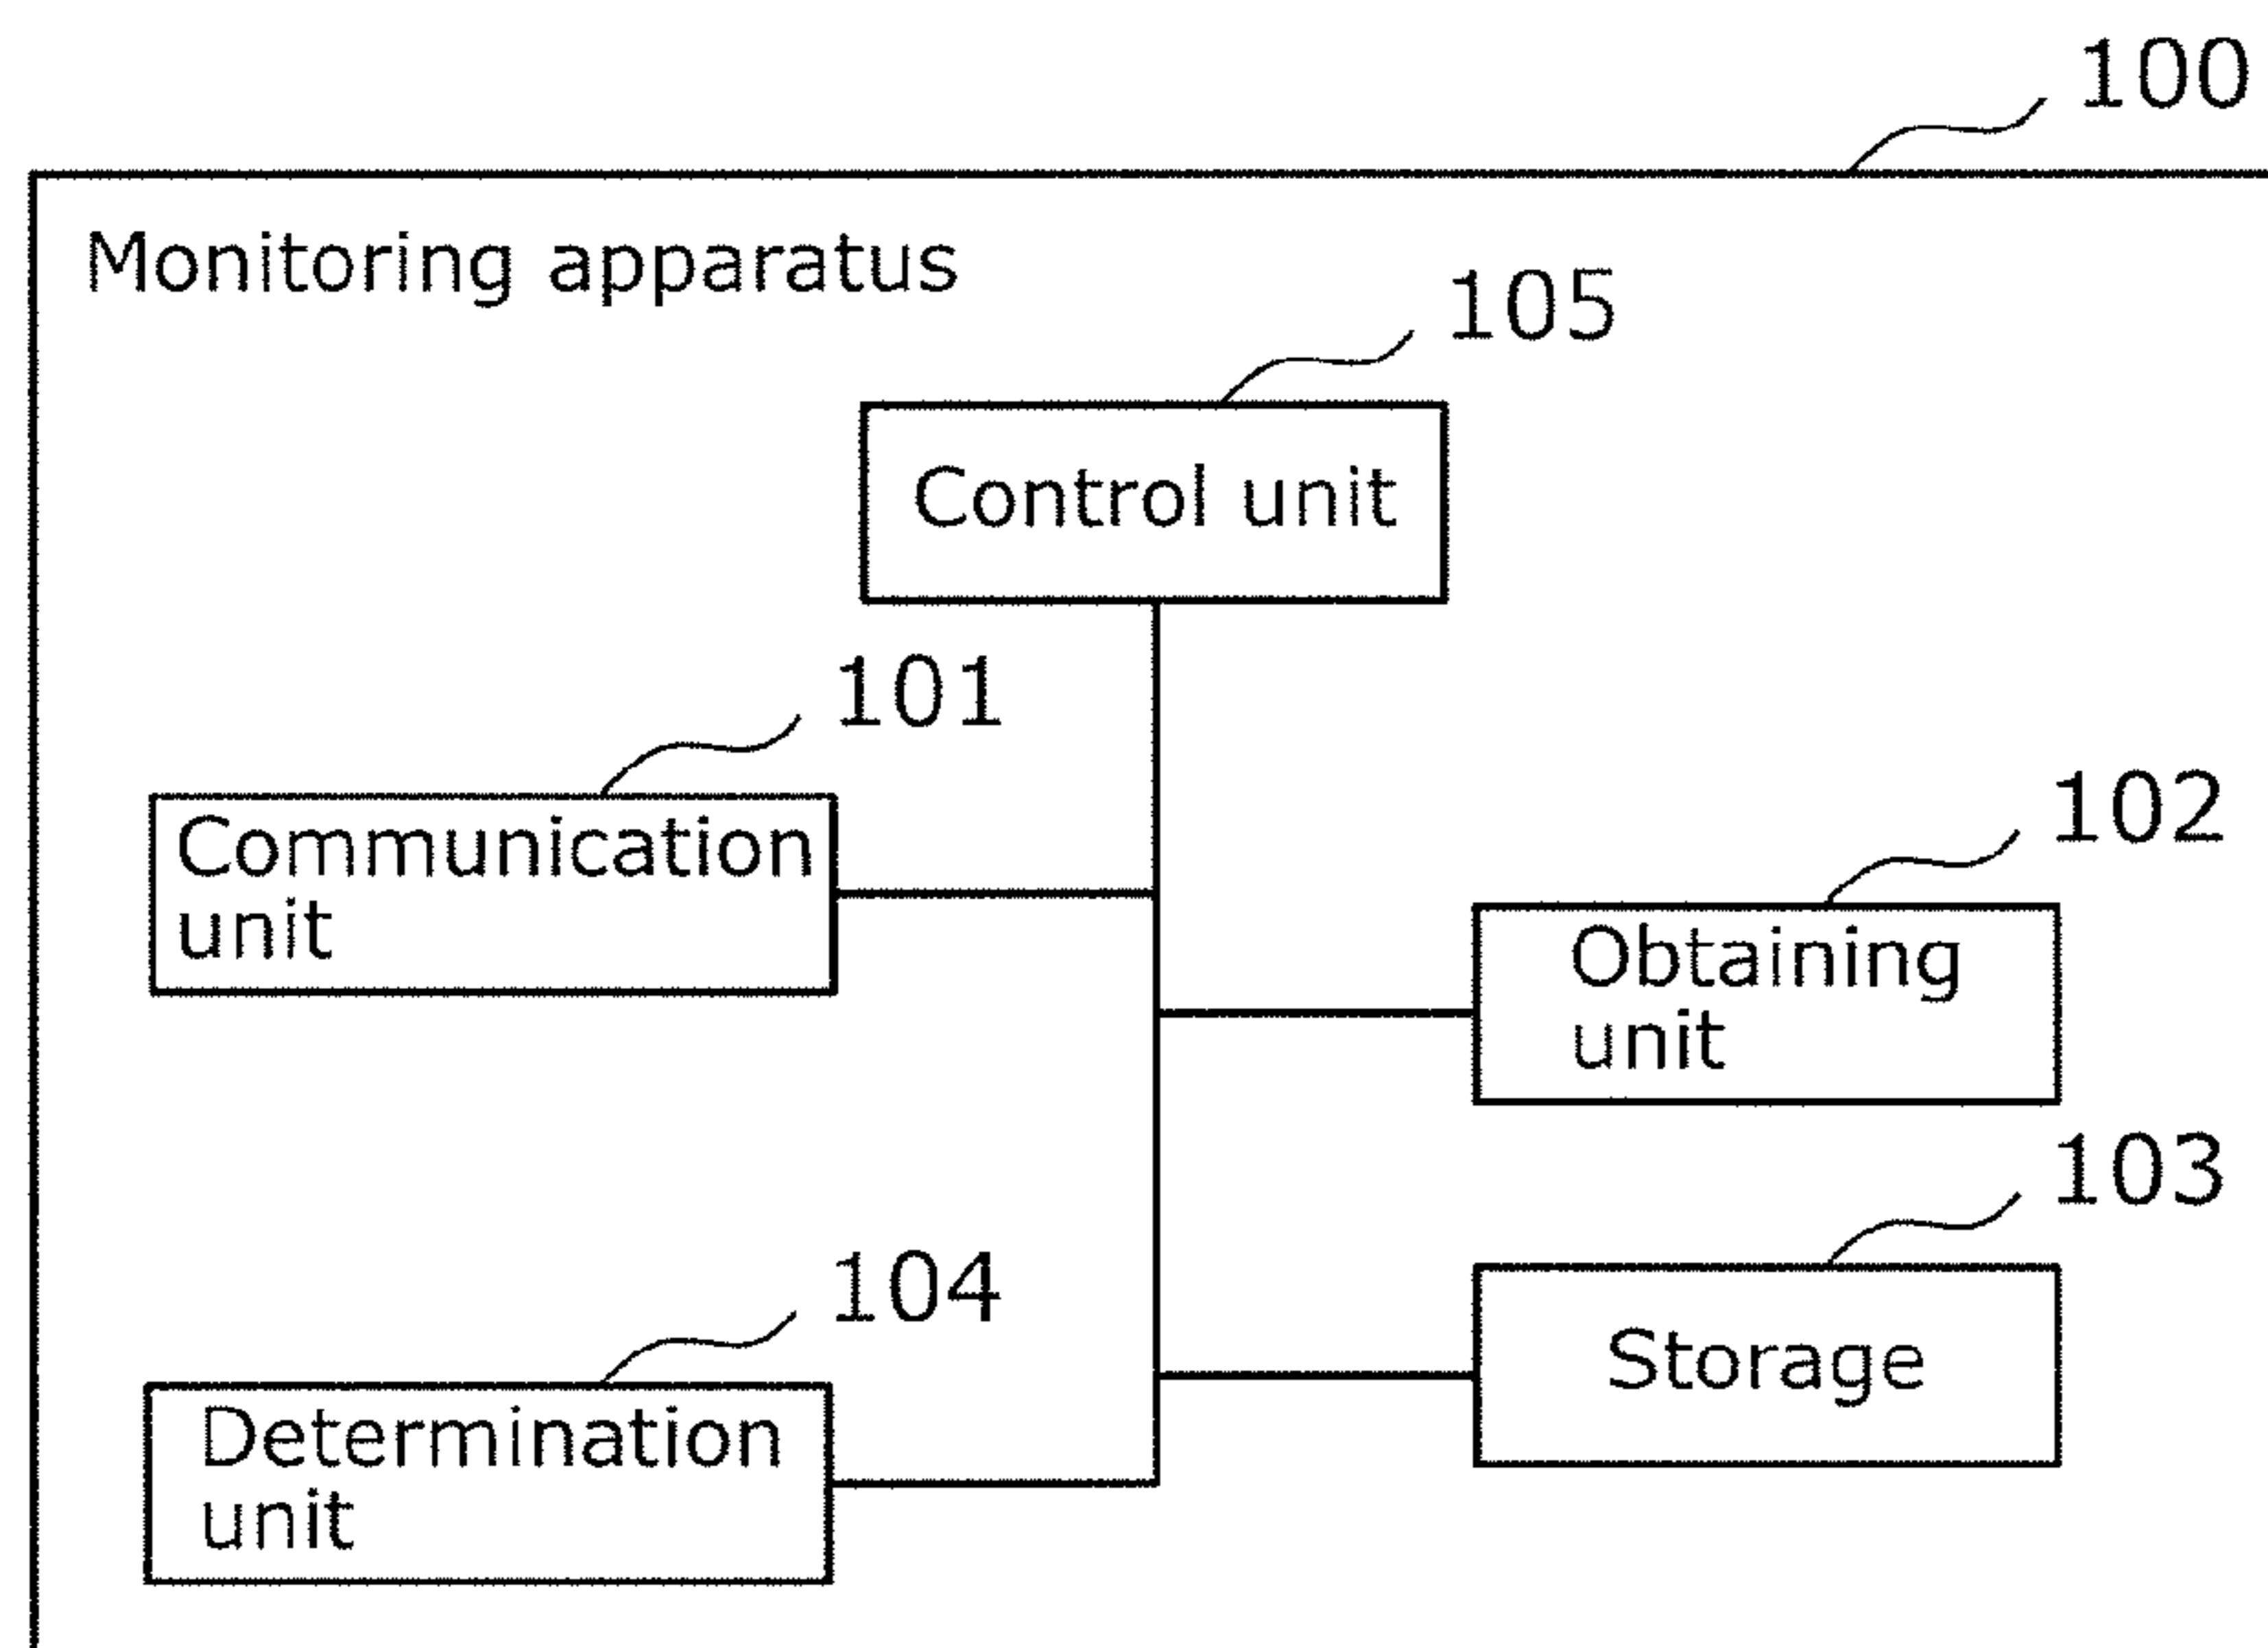 100
Monitoring apparatus
105
Control unit
101
Communication
unit
102
Obtaining
unit
103
Storage
104
Determination
unit